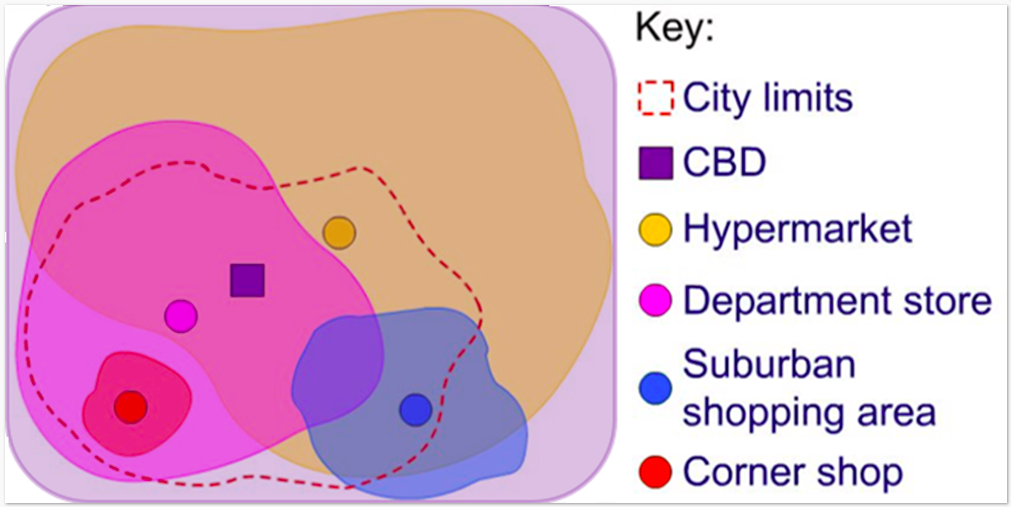 Key:
City limits
CBD
Hypermarket
Department store
Suburban
shopping area
Corner shop